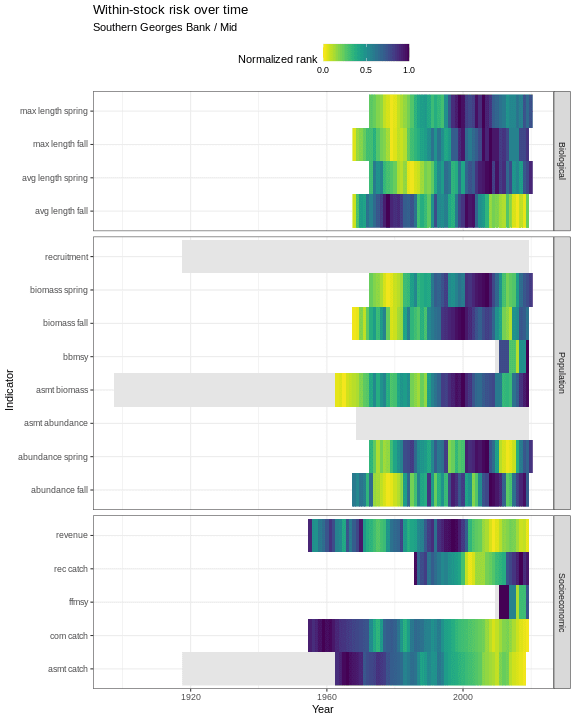 Within-stock risk over time
Southern Georges Bank / Mid
Normalized rank
0.0 0.5 1.0
max length spring
max length fall
avg length spring
avg length fall
Biological
recruitment
biomass spring
biomass fall
bbmsy
asmt biomass
asmt abundance
abundance spring
abundance fall
Population
revenue
rec catch
ffmsy
com catch
asmt catch
Socioeconomic
Indicator
1920 1960 2000
Year